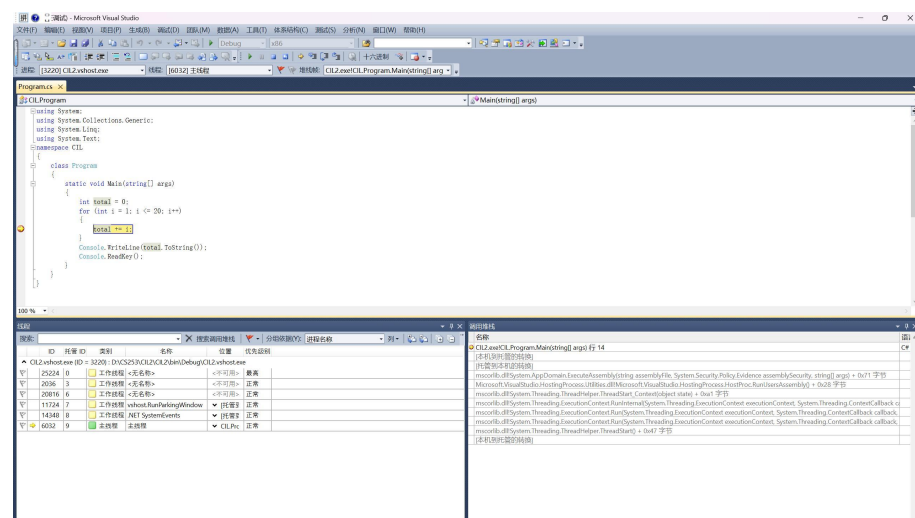 (调试) - Microsoft Visual Studio
文件(F) 编辑(E) 视图(V) 项目(P) 生成(B) 调试(D) 团队(M) 数据(A) 工具(T) 体系结构(C) 测试(S) 分析(N) 窗口(W) 帮助(H)
Debug x86
十六进制
进程: [3220] CIL2.vshost.exe 线程: [6032] 主线程 堆栈帧: CIL2.exe!CIL.Program.Main(string[] arg
Program.cs
CIL.Program Main(string[] args)
using System;
using System.Collections.Generic;
using System.Linq;
using System.Text;
namespace CIL
{
class Program
{
static void Main(string[] args)
{
int total = 0;
for (int i = 1; i <= 20; i++)
{
total += i;
}
Console.WriteLine(total.ToString());
Console.ReadKey();
}
}
}
100 %
线程
搜索: 搜索调用堆栈 分组依据(Y): 进程名称 列
ID 托管 ID 类别 名称 位置 优先级别
CIL2.vshost.exe (ID = 3220) : D:\CS253\CIL2\CIL2\bin\Debug\CIL2.vshost.exe
25224 0 工作线程 <无名称> <不可用> 最高
2036 3 工作线程 <无名称> <不可用> 正常
20816 6 工作线程 <无名称> <不可用> 正常
11724 7 工作线程 vshost.RunParkingWindow [托管到 正常
14348 8 工作线程 .NET SystemEvents [托管到 正常
6032 9 主线程 主线程 CIL.Prc 正常
调用堆栈
名称
CIL2.exe!CIL.Program.Main(string[] args) 行 14 C#
[本机到托管的转换]
[托管到本机的转换]
mscorlib.dll!System.AppDomain.ExecuteAssembly(string assemblyFile, System.Security.Policy.Evidence assemblySecurity, string[] args) + 0x71 字节
Microsoft.VisualStudio.HostingProcess.Utilities.dll!Microsoft.VisualStudio.HostingProcess.HostProc.RunUsersAssembly() + 0x28 字节
mscorlib.dll!System.Threading.ThreadHelper.ThreadStart_Context(object state) + 0xa1 字节
mscorlib.dll!System.Threading.ExecutionContext.RunInternal(System.Threading.ExecutionContext executionContext, System.Threading.ContextCallback c
mscorlib.dll!System.Threading.ExecutionContext.Run(System.Threading.ExecutionContext executionContext, System.Threading.ContextCallback callback,
mscorlib.dll!System.Threading.ExecutionContext.Run(System.Threading.ExecutionContext executionContext, System.Threading.ContextCallback callback,
mscorlib.dll!System.Threading.ThreadHelper.ThreadStart() + 0x47 字节
[本机到托管的转换]